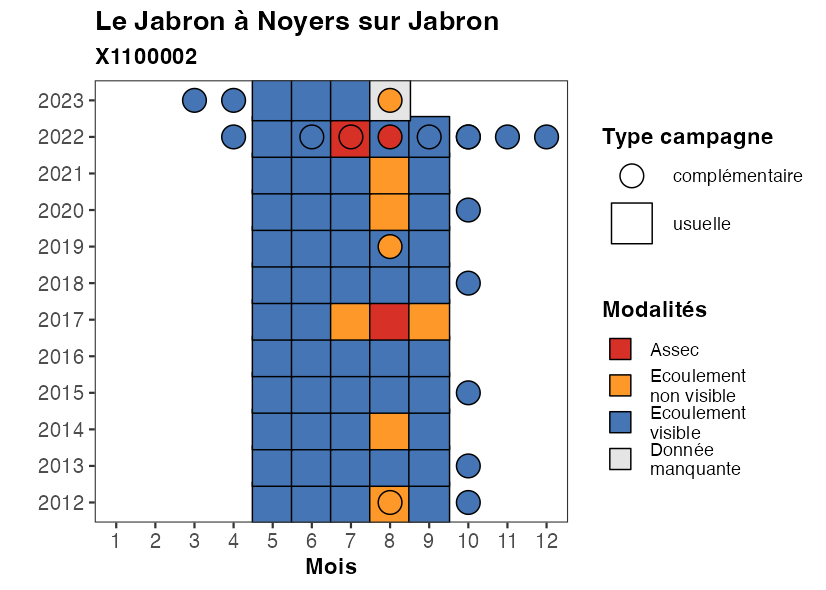 Le Jabron à Noyers sur Jabron
X1100002
2023
2022
2021
2020
2019
2018
2017
2016
2015
2014
2013
2012
1 2 3 4 5 6 7 8 9 10 11 12
Mois
Type campagne
complémentaire
usuelle
Modalités
Assec
Ecoulement
non visible
Ecoulement
visible
Donnée
manquante